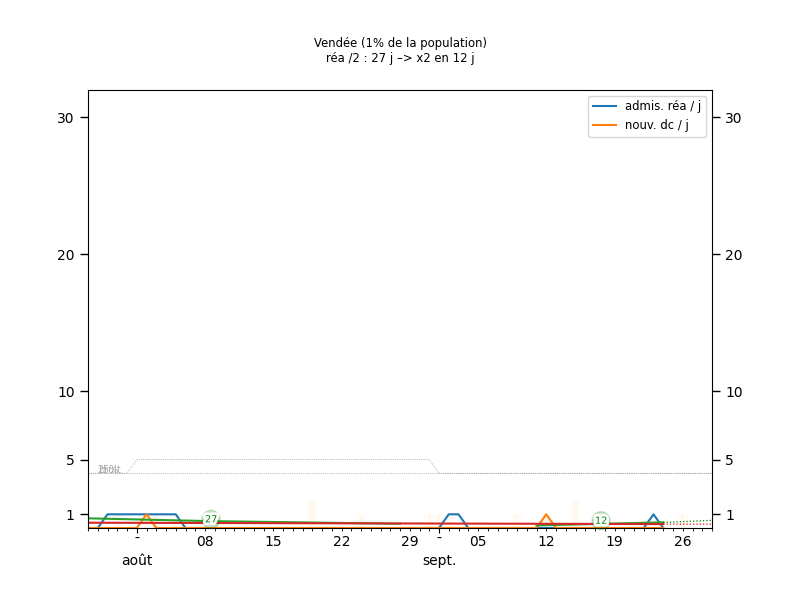 Vendée (1% de la population)
réa /2 : 27 j –> x2 en 12 j
admis. réa / j
nouv. dc / j
30 30
20 20
10 10
5 5
1 1
27 12
- 08 15 22 29 - 05 12 19 26
août sept.